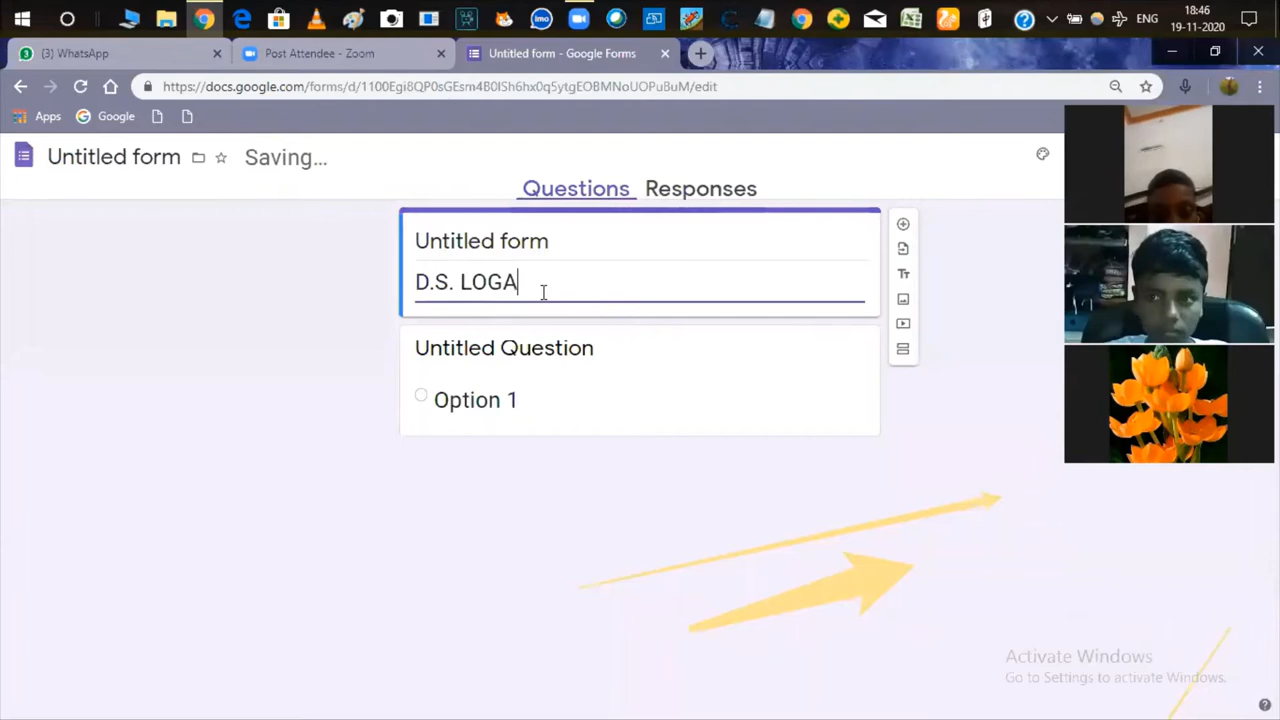 18:46
ENG
19-11-2020
(3) WhatsApp
Post Attendee - Zoom
Untitled form - Google Forms
https://docs.google.com/forms/d/1100Egi8QP0sGEsm4B0ISh6hx0q5ytgEOBMNoUOPuBuM/edit
Apps
Google
Untitled form
Saving...
Questions
Responses
Untitled form
D.S. LOGA
Untitled Question
Option 1
Activate Windows
Go to Settings to activate Windows.